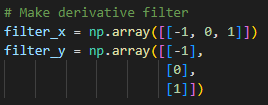 # Make derivative filter
filter_x = np.array([[-1, 0, 1]])
filter_y = np.array([[-1],
[0],
[1]])